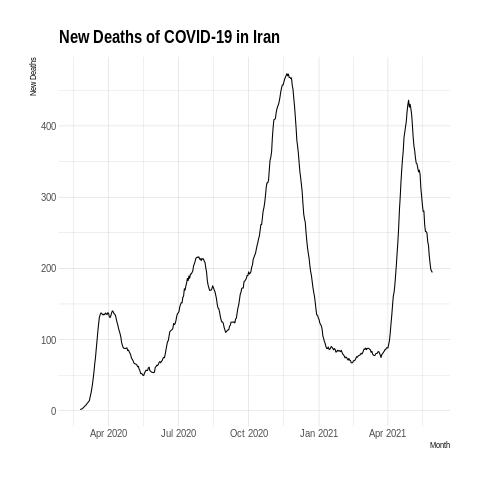 New Deaths of COVID-19 in Iran
New Deaths
400
300
200
100
0
Apr 2020 Jul 2020 Oct 2020 Jan 2021 Apr 2021
Month